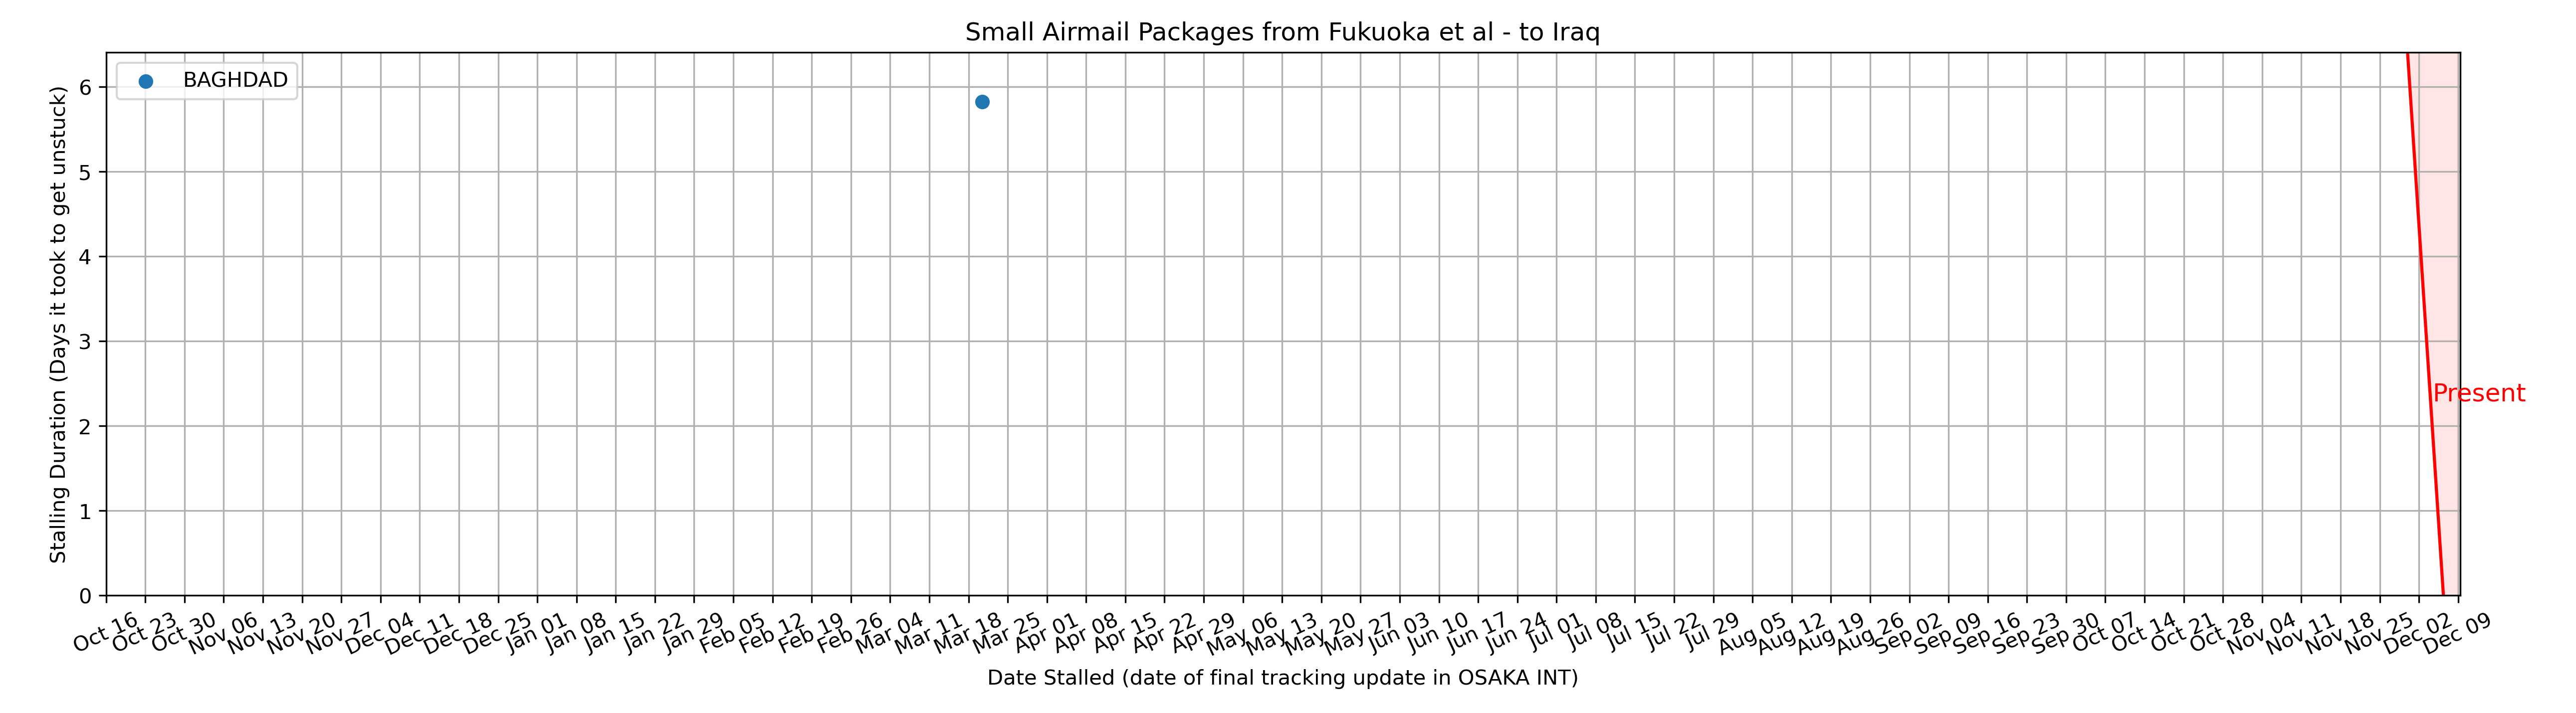 Small Airmail Packages from Fukuoka et al - to Iraq
BAGHDAD
Stalling Duration (Days it took to get unstuck)
6
5
4
3
2
1
0
Present
Oct 16
Oct 23
Oct 30
Nov 06
Nov 13
Nov 20
Nov 27
Dec 04
Dec 11
Dec 18
Dec 25
Jan 01
Jan 08
Jan 15
Jan 22
Jan 29
Feb 05
Feb 12
Feb 19
Feb 26
Mar 04
Mar 11
Mar 18
Mar 25
Apr 01
Apr 08
Apr 15
Apr 22
Apr 29
May 06
May 13
May 20
May 27
Jun 03
Jun 10
Jun 17
Jun 24
Jul 01
Jul 08
Jul 15
Jul 22
Jul 29
Aug 05
Aug 12
Aug 19
Aug 26
Sep 02
Sep 09
Sep 16
Sep 23
Sep 30
Oct 07
Oct 14
Oct 21
Oct 28
Nov 04
Nov 11
Nov 18
Nov 25
Dec 02
Dec 09
Date Stalled (date of final tracking update in OSAKA INT)